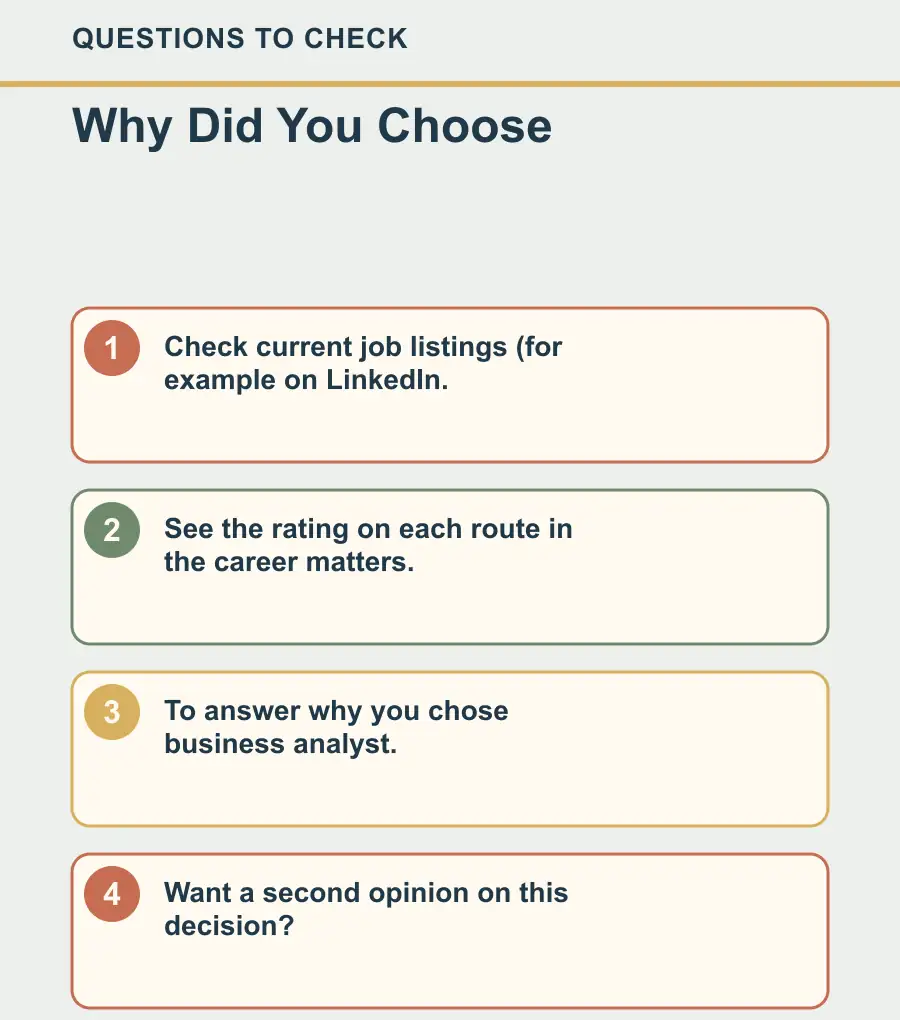 QUESTIONS TO CHECK
Why Did You Choose
1
Check current job listings (for
example on LinkedIn.
2
See the rating on each route in
the career matters.
3
To answer why you chose
business analyst.
4
Want a second opinion on this
decision?